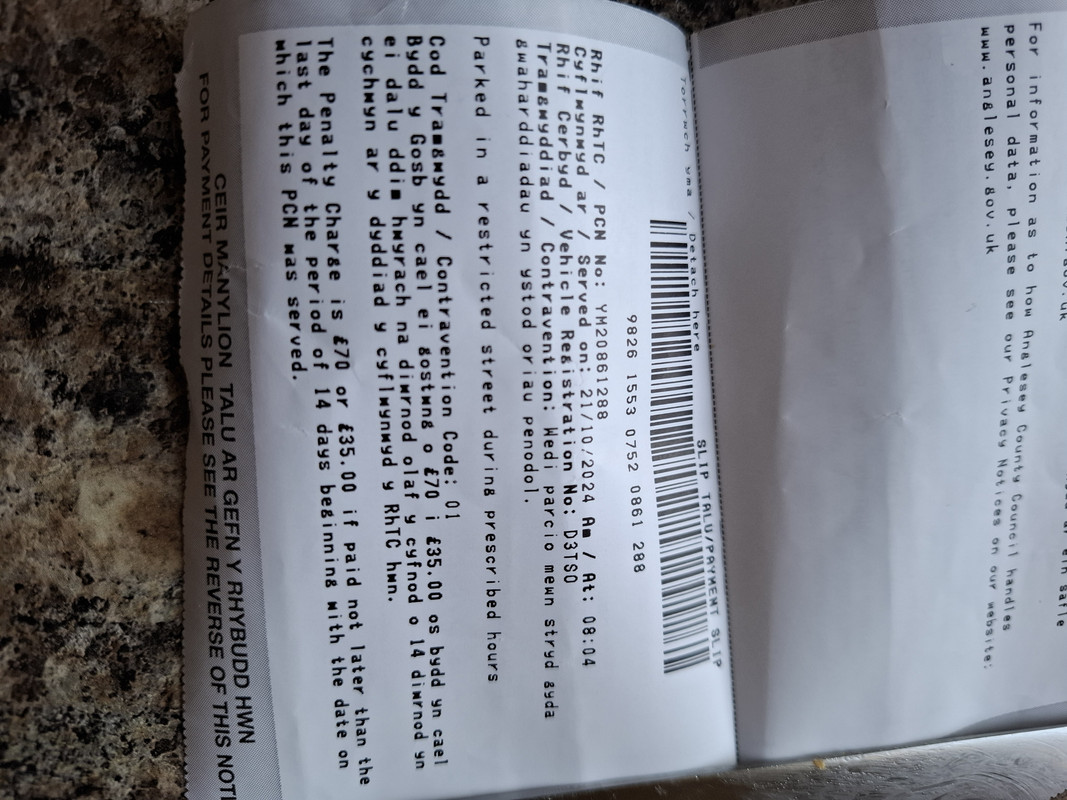 ar ein safle
For information as to how Anglesey County Council handles
personal data, please see our Privacy Notices on our website:
www.anglesey.gov.uk
SLIP TALU/PAYMENT SLIP
Torrwch yma / Detach here
9826 1553 0752 0861 288
Rhif RhTC / PCN No: YM20861288
Cyflwynwyd ar / Served on: 21/10/2024 Am / At: 08:04
Rhif Cerbyd / Vehicle Registration No: D3TSO
Tramgwyddiad / Contravention: Wedi parcio mewn stryd gyda
gwaharddiadau yn ystod oriau penodol.
Parked in a restricted street during prescribed hours
Cod Tramgwydd / Contravention Code: 01
Bydd y Gosb yn cael ei gostwng o £70 i £35.00 os bydd yn cael
ei dalu ddim hwyrach na diwrnod olaf y cyfnod o 14 diwrnod yn
cychwyn ar y dyddiad y cyflwynwyd y RhTC hwn.
The Penalty Charge is £70 or £35.00 if paid not later than the
last day of the period of 14 days beginning with the date on
which this PCN was served.
CEIR MANYLION TALU AR GEFN Y RHYBUDD HWN
FOR PAYMENT DETAILS PLEASE SEE THE REVERSE OF THIS NOTI